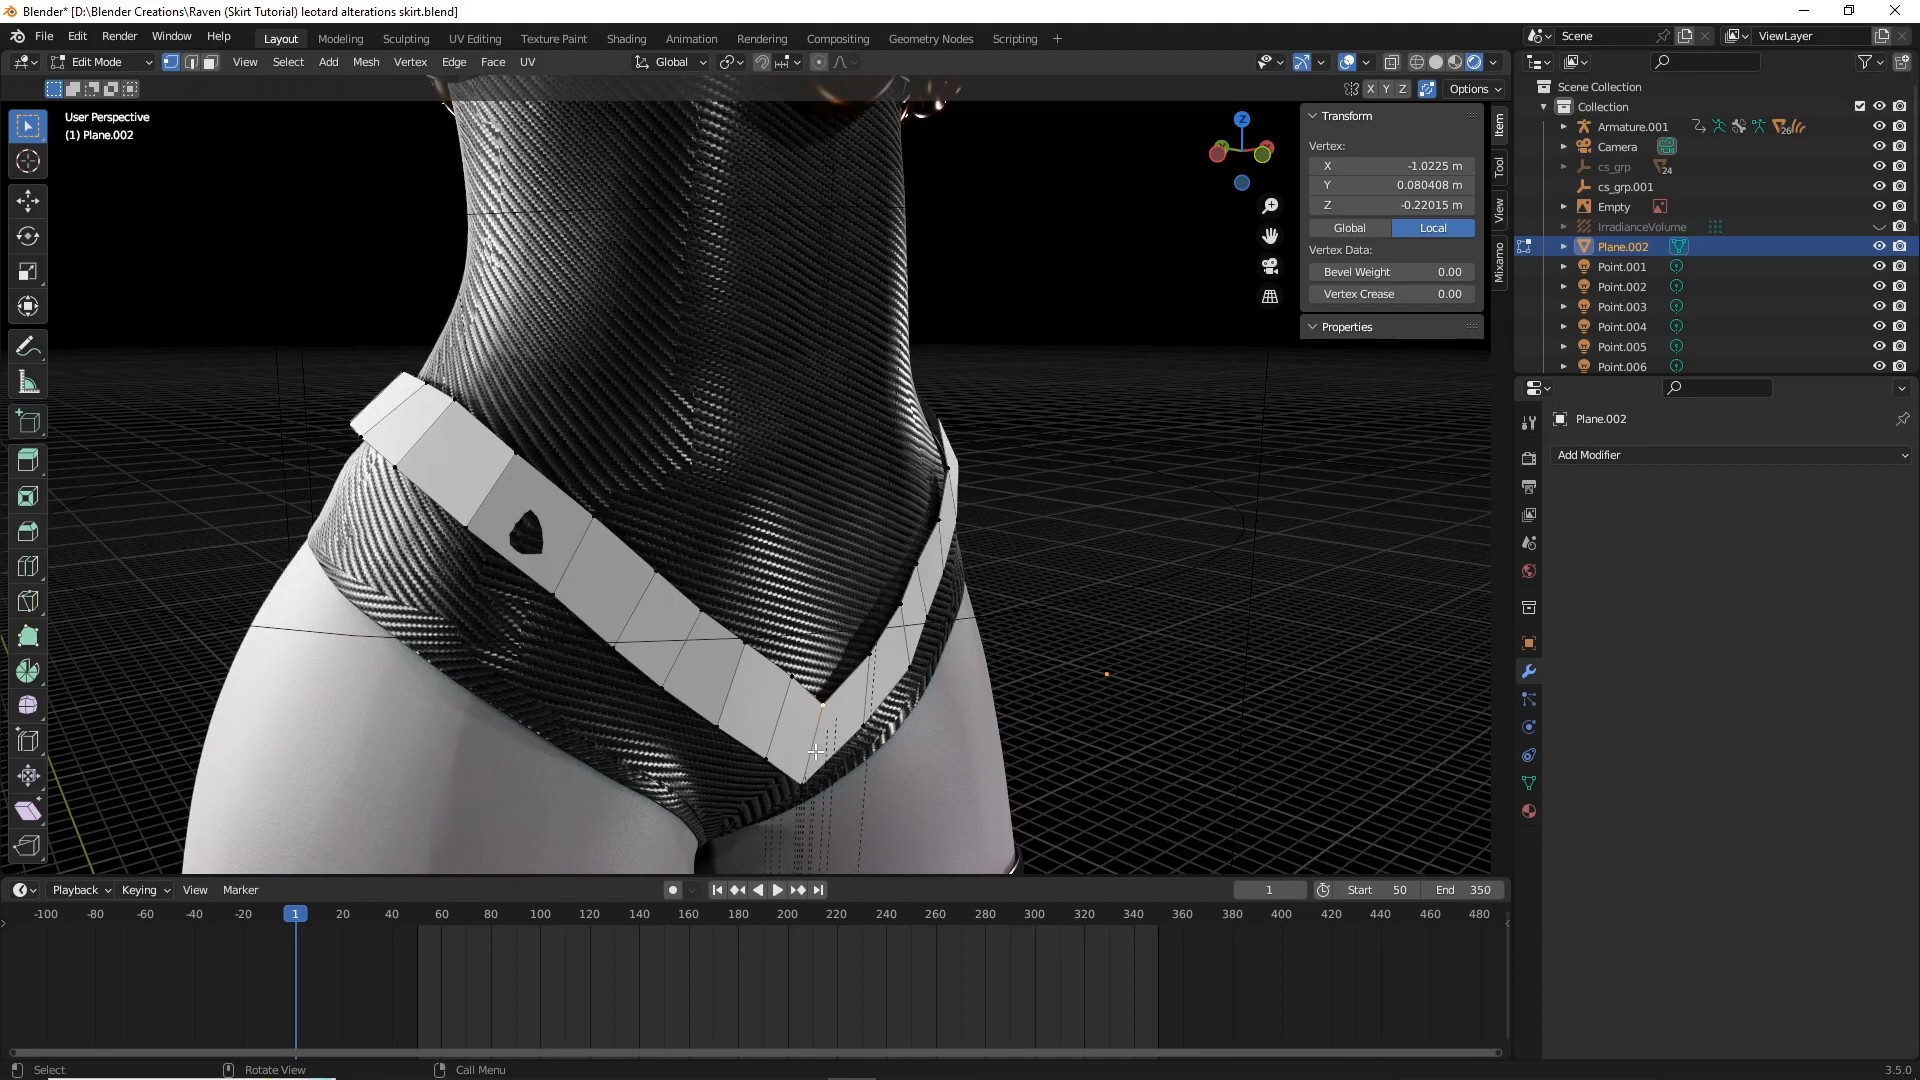 Blender* [D:\Blender Creations\Raven (Skirt Tutorial) leotard alterations skirt.blend]
File Edit Render Window Help Layout Modeling Sculpting UV Editing Texture Paint Shading Animation Rendering Compositing Geometry Nodes Scripting + Scene ViewLayer
Edit Mode View Select Add Mesh Vertex Edge Face UV Global
X Y Z Options
User Perspective
(1) Plane.002
Z
Transform
Vertex:
X -1.0225 m
Y 0.080408 m
Z -0.22015 m
Global Local
Vertex Data:
Bevel Weight 0.00
Vertex Crease 0.00
Properties
Item
Tool
View
Mixamo
Scene Collection
Collection
Armature.001 26
Camera
cs_grp 24
cs_grp.001
Empty
IrradianceVolume
Plane.002
Point.001
Point.002
Point.003
Point.004
Point.005
Point.006
Plane.002
Add Modifier
Playback Keying View Marker 1 Start 50 End 350
-100 -80 -60 -40 -20 1 20 40 60 80 100 120 140 160 180 200 220 240 260 280 300 320 340 360 380 400 420 440 460 480
Select Rotate View Call Menu 3.5.0